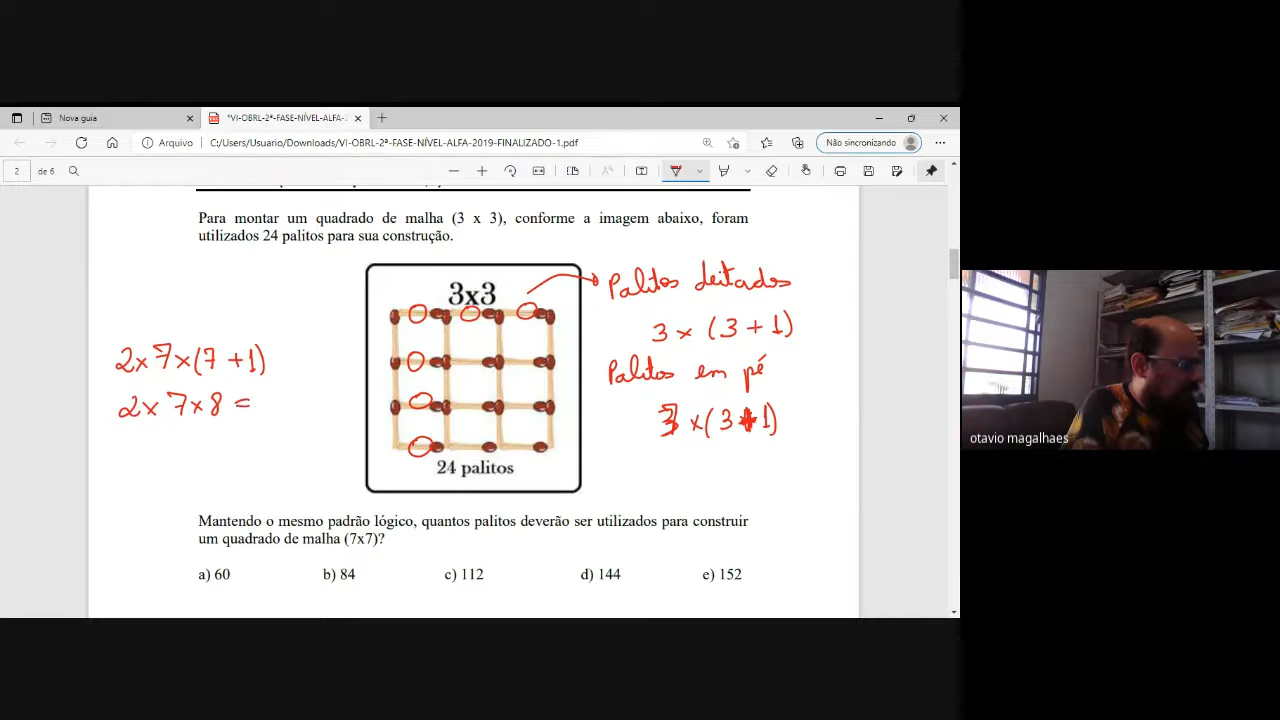 Nova guia
*VI-OBRL-2ª-FASE-NÍVEL-ALFA-2
Arquivo
C:/Users/Usuario/Downloads/VI-OBRL-2ª-FASE-NÍVEL-ALFA-2019-FINALIZADO-1.pdf
Não sincronizando
2 de 6
Para montar um quadrado de malha (3 x 3), conforme a imagem abaixo, foram
utilizados 24 palitos para sua construção.
3x3
24 palitos
Palitos deitados
3 x (3 + 1)
Palitos em pé
3 x (3 + 1)
2 x 7 x (7 + 1)
2 x 7 x 8 =
otavio magalhaes
Mantendo o mesmo padrão lógico, quantos palitos deverão ser utilizados para construir
um quadrado de malha (7x7)?
a) 60 b) 84 c) 112 d) 144 e) 152